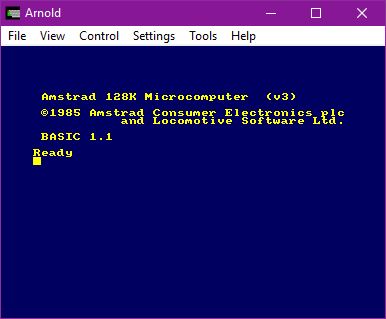 Arnold
File View Control Settings Tools Help
Amstrad 128K Microcomputer (v3)
©1985 Amstrad Consumer Electronics plc
and Locomotive Software Ltd.
BASIC 1.1
Ready